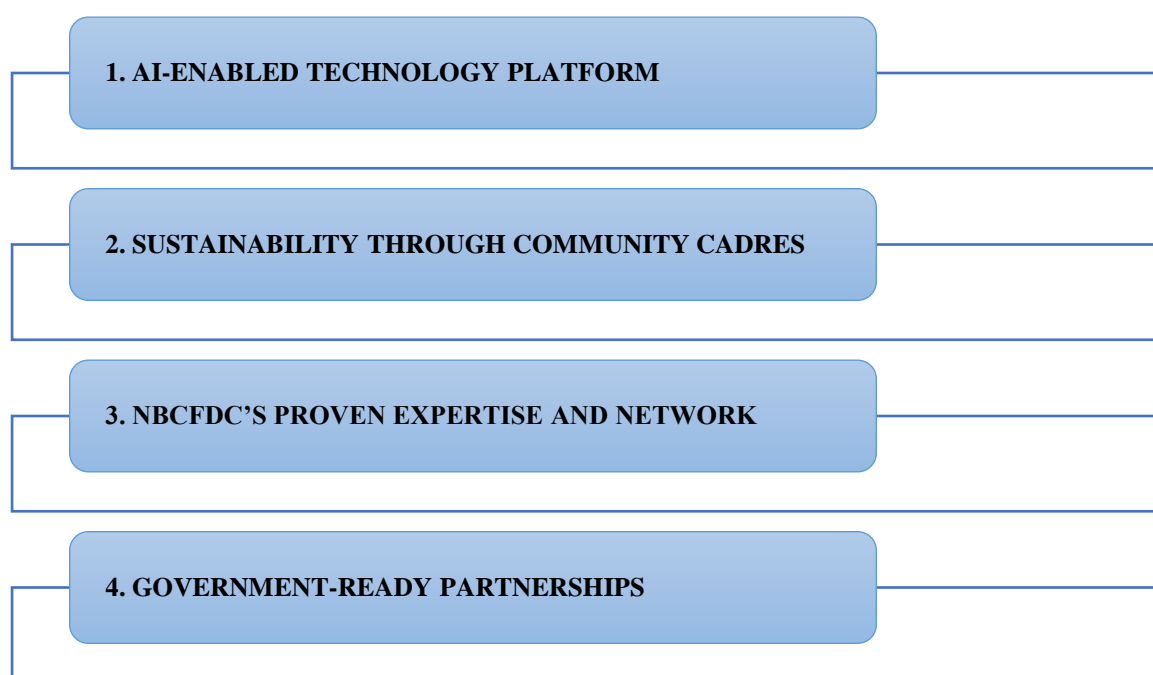 1. AI-ENABLED TECHNOLOGY PLATFORM
2. SUSTAINABILITY THROUGH COMMUNITY CADRES
3. NBCFDC’S PROVEN EXPERTISE AND NETWORK
4. GOVERNMENT-READY PARTNERSHIPS